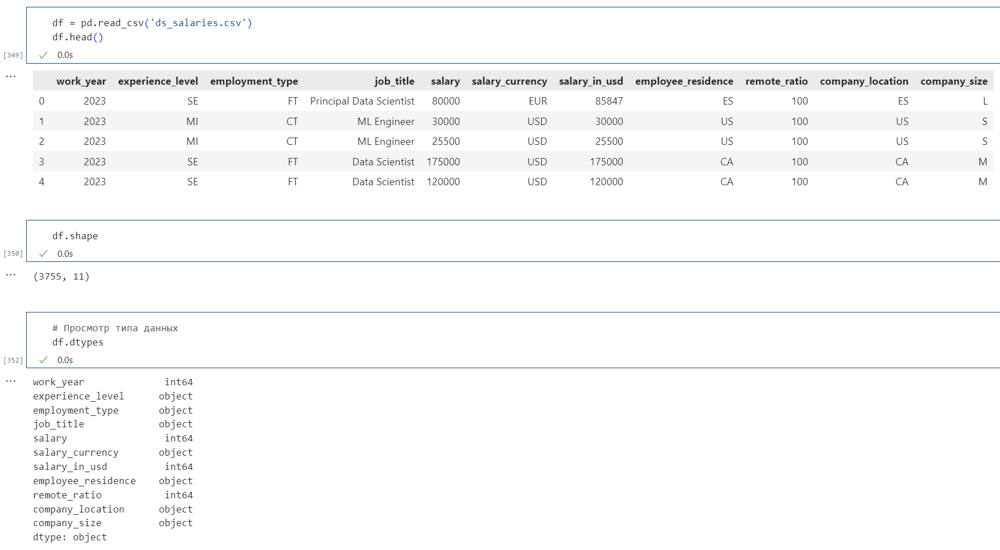 df = pd.read_csv('ds_salaries.csv')
df.head()
[349] ✓ 0.0s
...
work_year experience_level employment_type job_title salary salary_currency salary_in_usd employee_residence remote_ratio company_location company_size
0 2023 SE FT Principal Data Scientist 80000 EUR 85847 ES 100 ES L
1 2023 MI CT ML Engineer 30000 USD 30000 US 100 US S
2 2023 MI CT ML Engineer 25500 USD 25500 US 100 US S
3 2023 SE FT Data Scientist 175000 USD 175000 CA 100 CA M
4 2023 SE FT Data Scientist 120000 USD 120000 CA 100 CA M
df.shape
[350] ✓ 0.0s
...
(3755, 11)
# Просмотр типа данных
df.dtypes
[352] ✓ 0.0s
...
work_year int64
experience_level object
employment_type object
job_title object
salary int64
salary_currency object
salary_in_usd int64
employee_residence object
remote_ratio int64
company_location object
company_size object
dtype: object